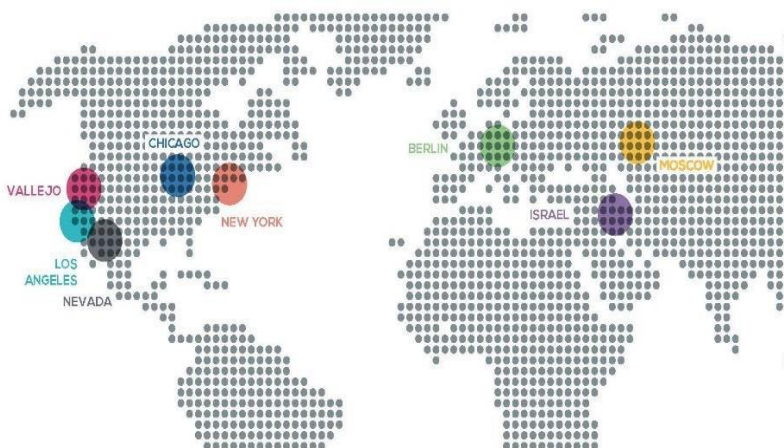 CHICAGO
BERLIN
MOSCOW
VALLEJO
ISRAEL
NEW YORK
LOS
ANGELES
NEVADA